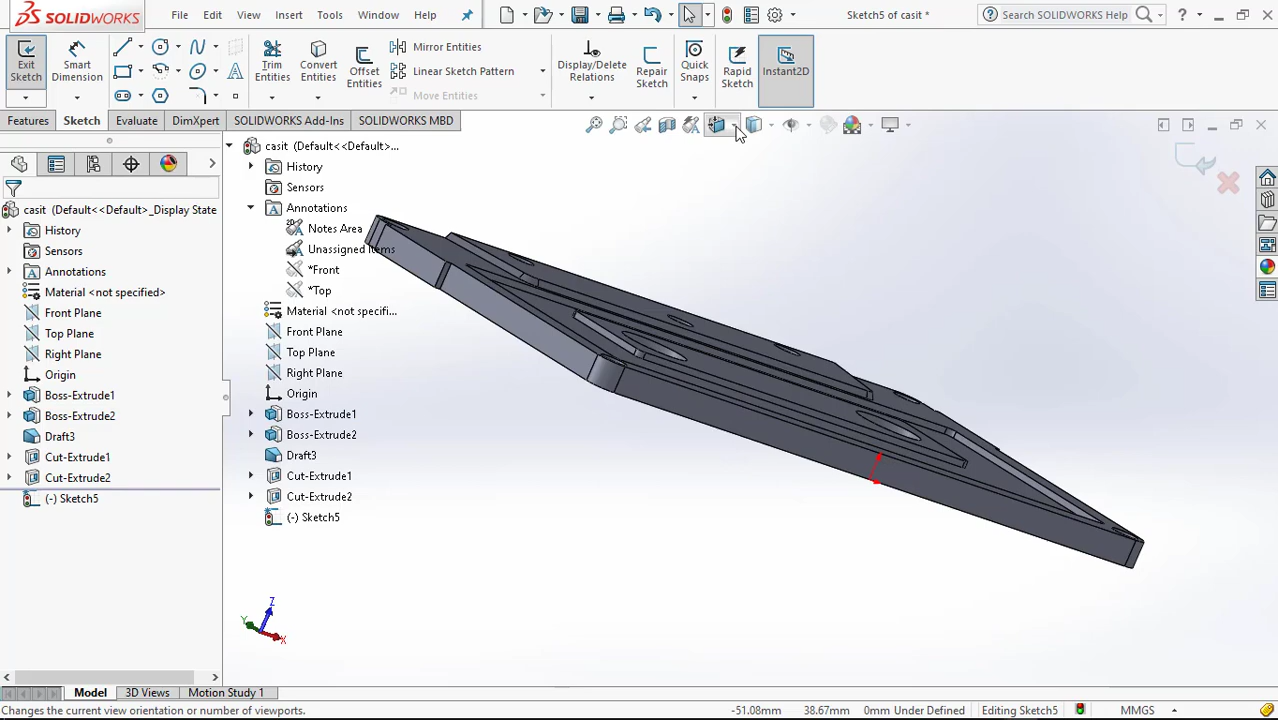 SOLIDWORKS File Edit View Insert Tools Window Help Sketch5 of casit * Search SOLIDWORKS Help ?
Exit Sketch
Smart Dimension
Trim Entities
Convert Entities
Offset Entities
Mirror Entities
Linear Sketch Pattern
Move Entities
Display/Delete Relations
Repair Sketch
Quick Snaps
Rapid Sketch
Instant2D
Features Sketch Evaluate DimXpert SOLIDWORKS Add-Ins SOLIDWORKS MBD
casit (Default<<Default>_Display State
History
Sensors
Annotations
Material <not specified>
Front Plane
Top Plane
Right Plane
Origin
Boss-Extrude1
Boss-Extrude2
Draft3
Cut-Extrude1
Cut-Extrude2
(-) Sketch5
casit (Default<<Default>...
History
Sensors
Annotations
Notes Area
Unassigned Items
*Front
*Top
Material <not specifi...
Front Plane
Top Plane
Right Plane
Origin
Boss-Extrude1
Boss-Extrude2
Draft3
Cut-Extrude1
Cut-Extrude2
(-) Sketch5
Z
Y
X
Model 3D Views Motion Study 1
Changes the current view orientation or number of viewports. -51.08mm 38.67mm 0mm Under Defined Editing Sketch5 MMGS